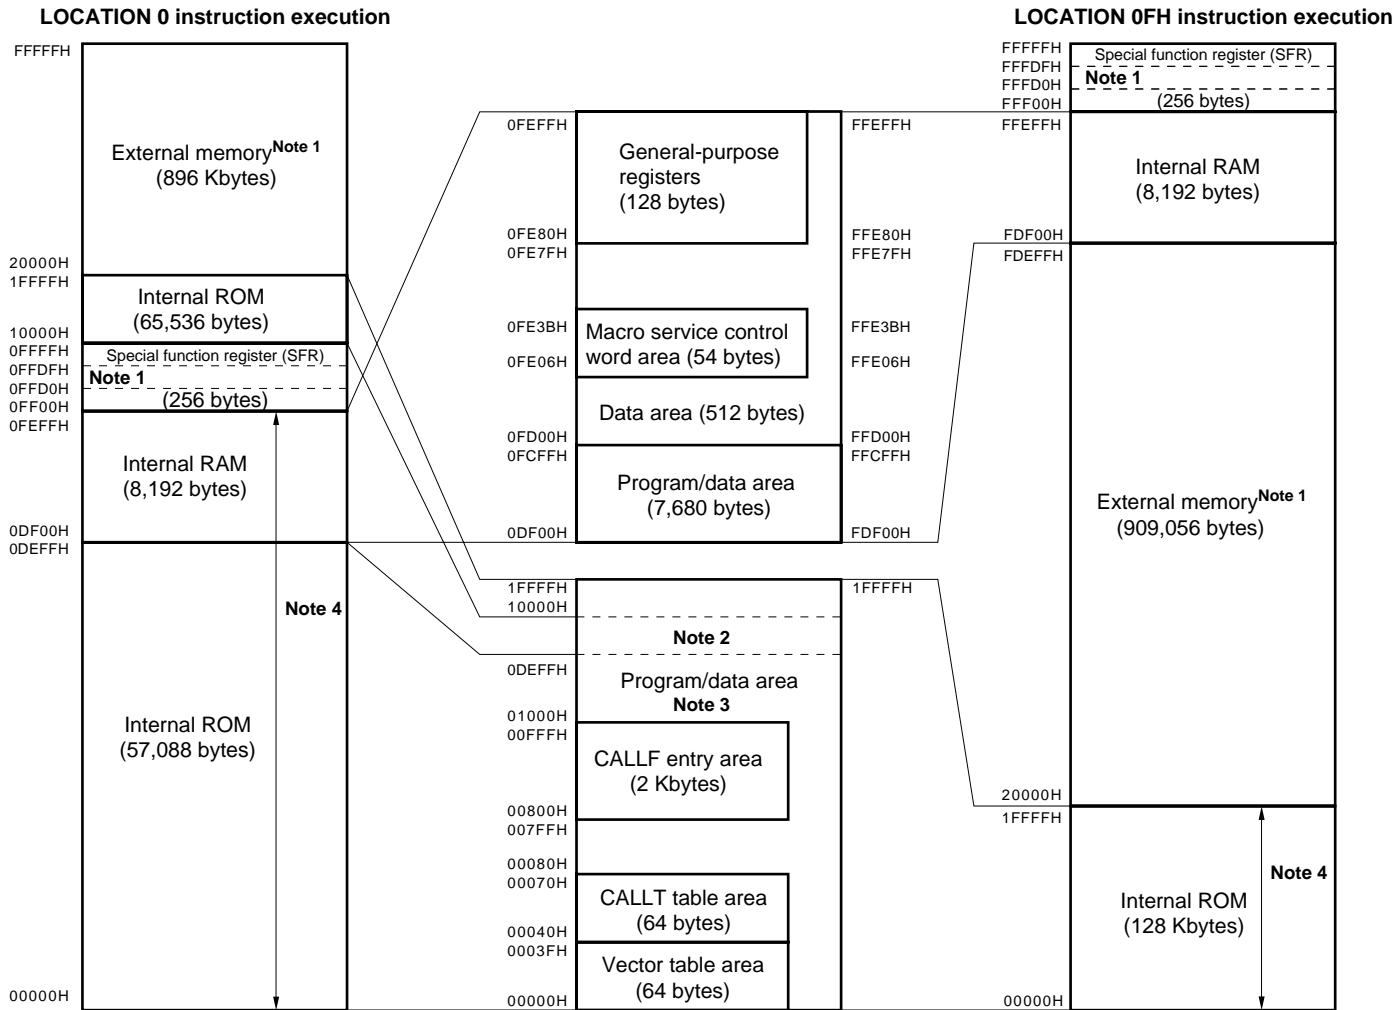 LOCATION 0 instruction execution
FFFFFH
External memory Note 1
(896 Kbytes)
20000H
1FFFFH
Internal ROM
(65,536 bytes)
10000H
0FFFFH
Special function register (SFR)
0FFDFH
Note 1
0FFD0H
(256 bytes)
0FF00H
0FEFFH
Internal RAM
(8,192 bytes)
0DF00H
0DEFFH
Note 4
Internal ROM
(57,088 bytes)
00000H
0FEFFH
FFEFFH
General-purpose
registers
(128 bytes)
0FE80H
FFE80H
0FE7FH
FFE7FH
0FE3BH
FFE3BH
Macro service control
word area (54 bytes)
0FE06H
FFE06H
Data area (512 bytes)
0FD00H
FFD00H
0FCFFH
FFCFFH
Program/data area
(7,680 bytes)
0DF00H
FDF00H
1FFFFH
1FFFFH
10000H
Note 2
0DEFFH
Program/data area
Note 3
01000H
00FFFH
CALLF entry area
(2 Kbytes)
00800H
007FFH
00080H
00070H
CALLT table area
(64 bytes)
00040H
0003FH
Vector table area
(64 bytes)
00000H
LOCATION 0FH instruction execution
FFFFFH
Special function register (SFR)
FFFDFH
Note 1
FFFD0H
(256 bytes)
FFF00H
FFEFFH
Internal RAM
(8,192 bytes)
FDF00H
FDEFFH
External memory Note 1
(909,056 bytes)
20000H
1FFFFH
Note 4
Internal ROM
(128 Kbytes)
00000H